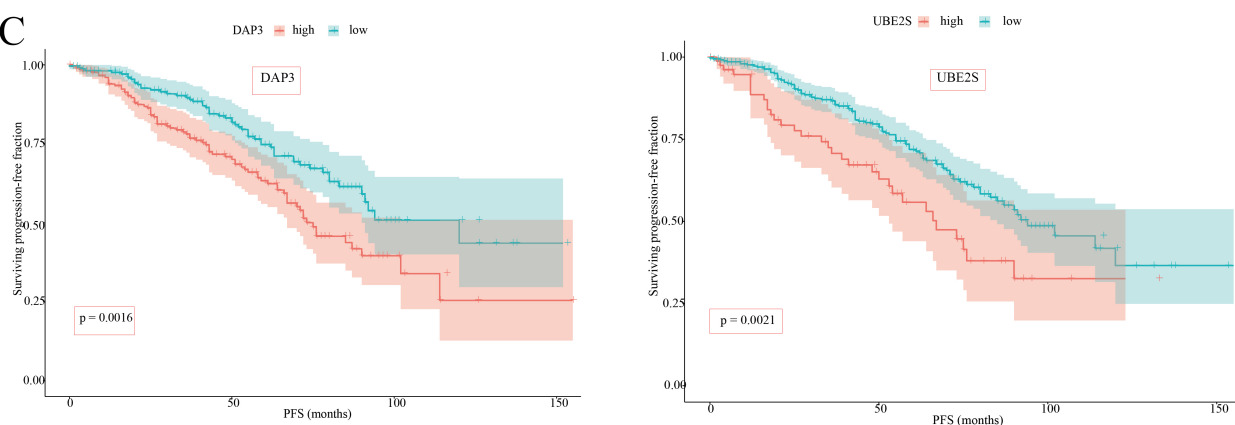 C
DAP3 high low
DAP3
Surviving progression-free fraction
1.00
0.75
0.50
0.25
0.00
p = 0.0016
0 50 100 150
PFS (months)
UBE2S high low
UBE2S
Surviving progression-free fraction
1.00
0.75
0.50
0.25
0.00
p = 0.0021
0 50 100 150
PFS (months)